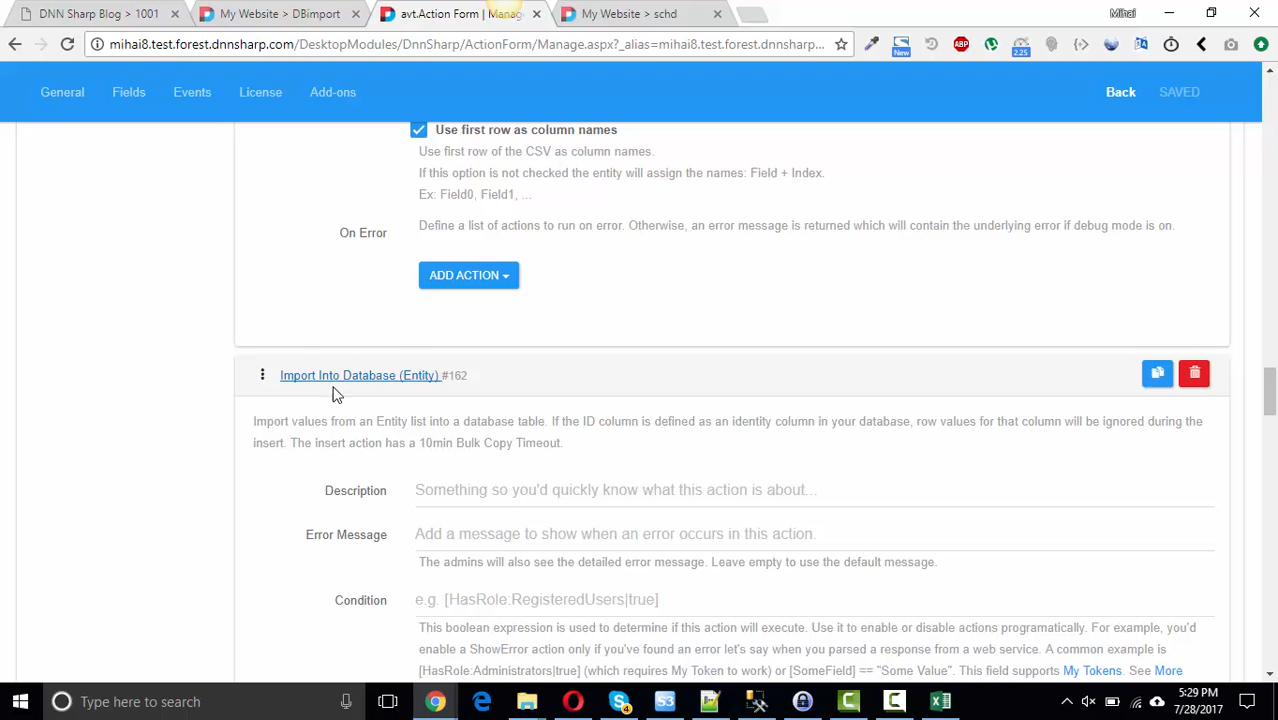 DNN Sharp Blog > 1001
My Website > DBimport
avt.Action Form | Manag
My Website > schd
Mihai
mihai8.test.forest.dnnsharp.com/DesktopModules/DnnSharp/ActionForm/Manage.aspx?_alias=mihai8.test.forest.dnnsharp...
New
ABP
2.25
General Fields Events License Add-ons Back SAVED
Use first row as column names
Use first row of the CSV as column names.
If this option is not checked the entity will assign the names: Field + Index.
Ex: Field0, Field1, ...
On Error
Define a list of actions to run on error. Otherwise, an error message is returned which will contain the underlying error if debug mode is on.
ADD ACTION
Import Into Database (Entity) #162
Import values from an Entity list into a database table. If the ID column is defined as an identity column in your database, row values for that column will be ignored during the
insert. The insert action has a 10min Bulk Copy Timeout.
Description Something so you'd quickly know what this action is about...
Error Message Add a message to show when an error occurs in this action.
The admins will also see the detailed error message. Leave empty to use the default message.
Condition e.g. [HasRole:RegisteredUsers|true]
This boolean expression is used to determine if this action will execute. Use it to enable or disable actions programatically. For example, you'd
enable a ShowError action only if you've found an error let's say when you parsed a response from a web service. A common example is
[HasRole:Administrators|true] (which requires My Token to work) or [SomeField] == "Some Value". This field supports My Tokens. See More
Type here to search
S3
4
5:29 PM
7/28/2017